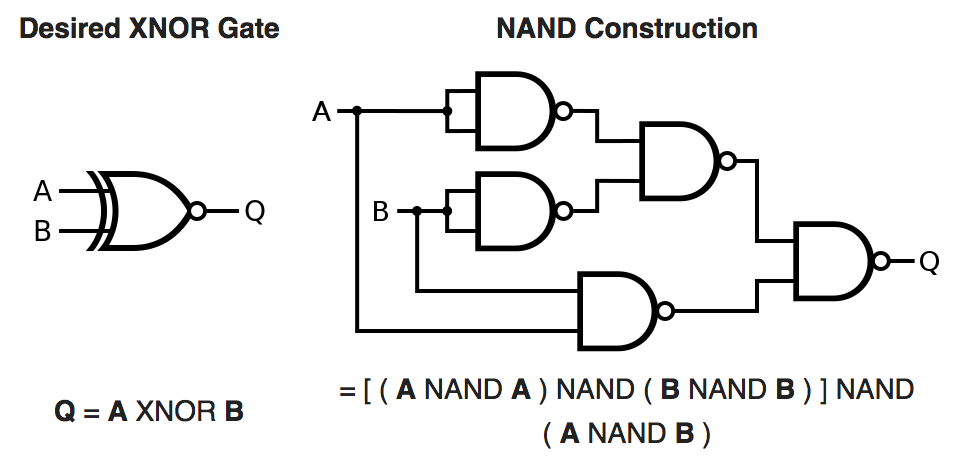 Desired XNOR Gate
NAND Construction
A
B
Q
A
B
Q
Q = A XNOR B
= [ ( A NAND A ) NAND ( B NAND B ) ] NAND
( A NAND B )